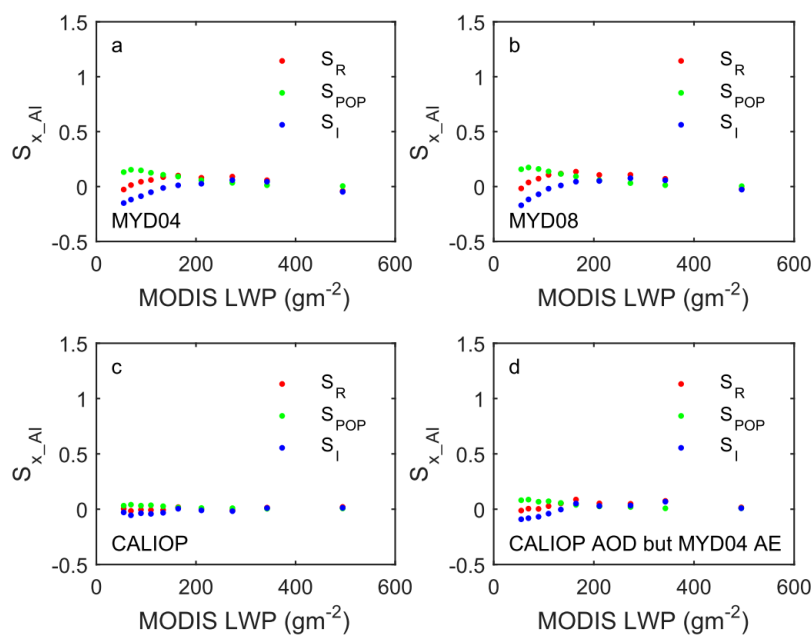 a
S_R
S_POP
S_I
MYD04
1.5
1
0.5
0
-0.5
0 200 400 600
S_x_AI
MODIS LWP (gm^-2)
b
S_R
S_POP
S_I
MYD08
1.5
1
0.5
0
-0.5
0 200 400 600
S_x_AI
MODIS LWP (gm^-2)
c
S_R
S_POP
S_I
CALIOP
1.5
1
0.5
0
-0.5
0 200 400 600
S_x_AI
MODIS LWP (gm^-2)
d
S_R
S_POP
S_I
CALIOP AOD but MYD04 AE
1.5
1
0.5
0
-0.5
0 200 400 600
S_x_AI
MODIS LWP (gm^-2)